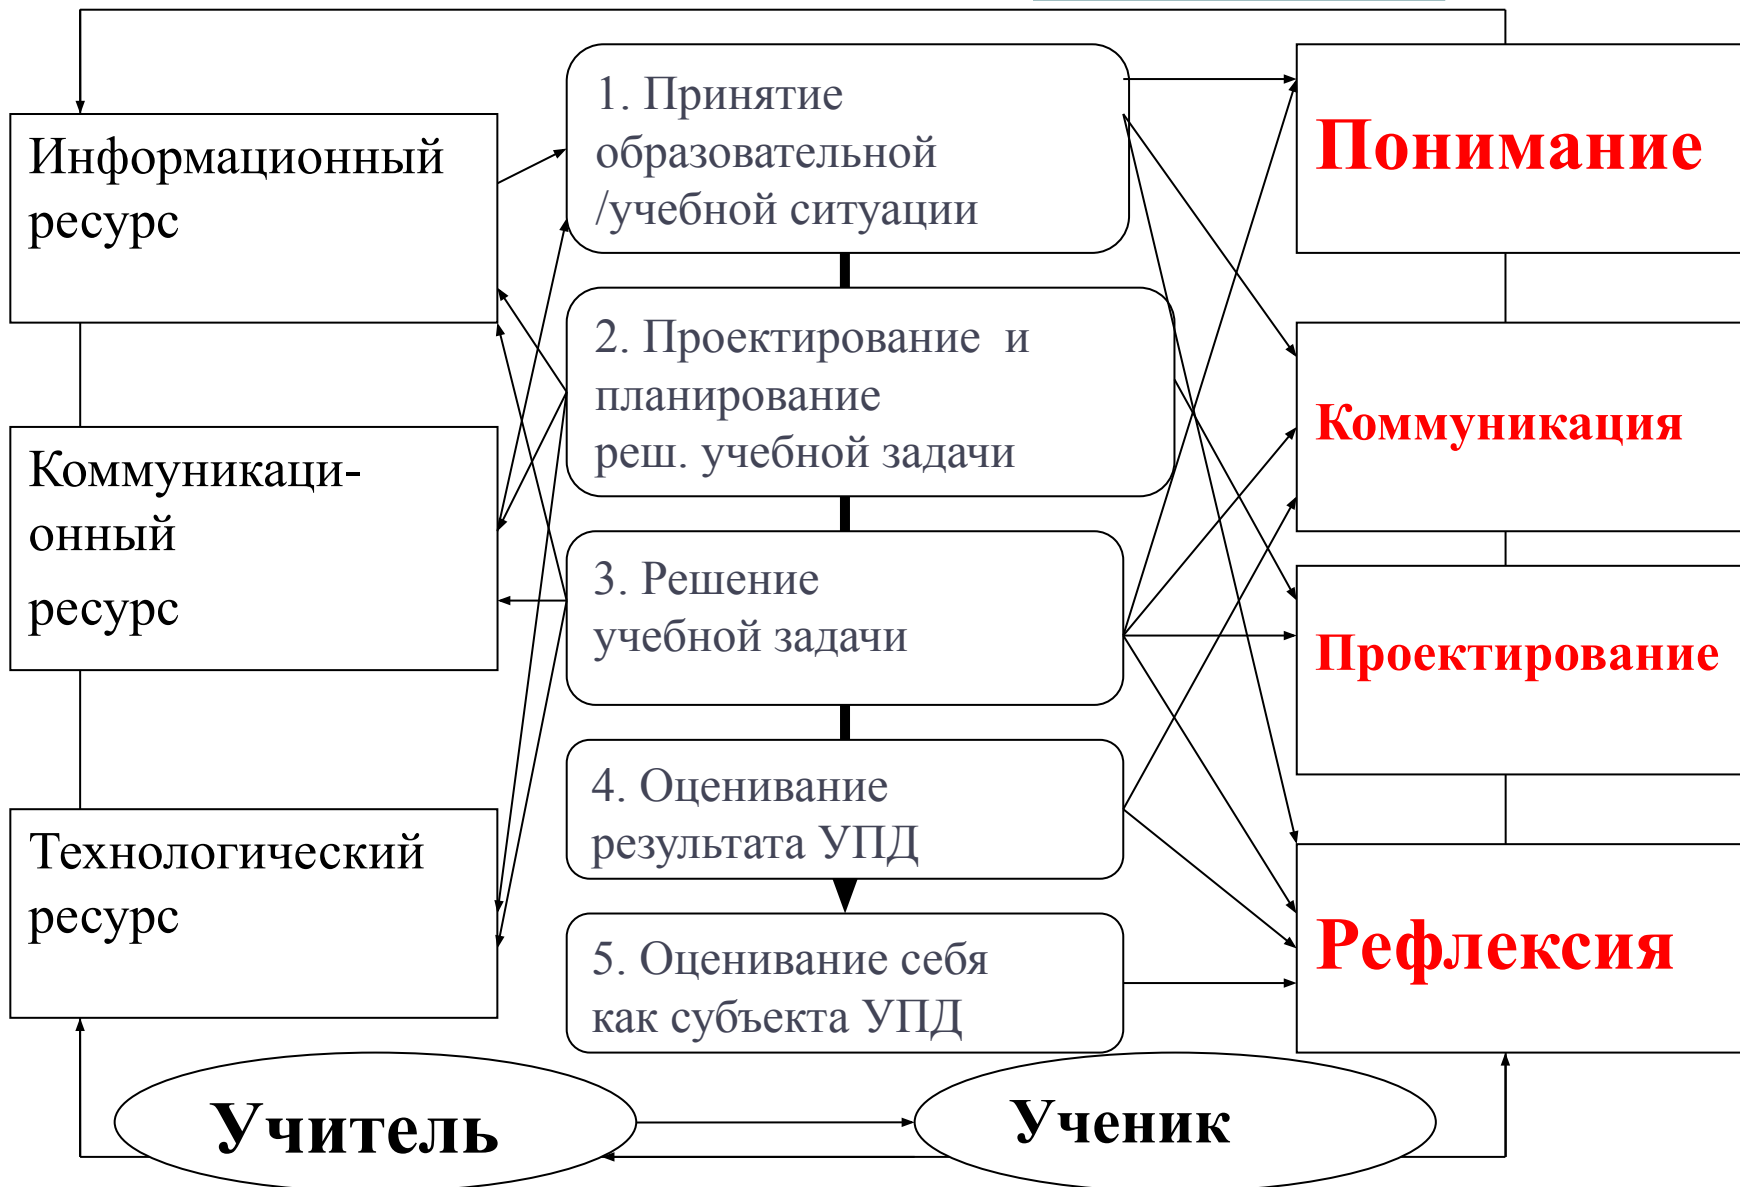 Информационный
ресурс
Коммуникаци-
онный
ресурс
Технологический
ресурс
1. Принятие
образовательной
/учебной ситуации
2. Проектирование  и
планирование
реш. учебной задачи
3. Решение
учебной задачи
4. Оценивание
результата УПД
5. Оценивание себя
как субъекта УПД
Понимание
Коммуникация
Проектирование
Рефлексия
Учитель
Ученик